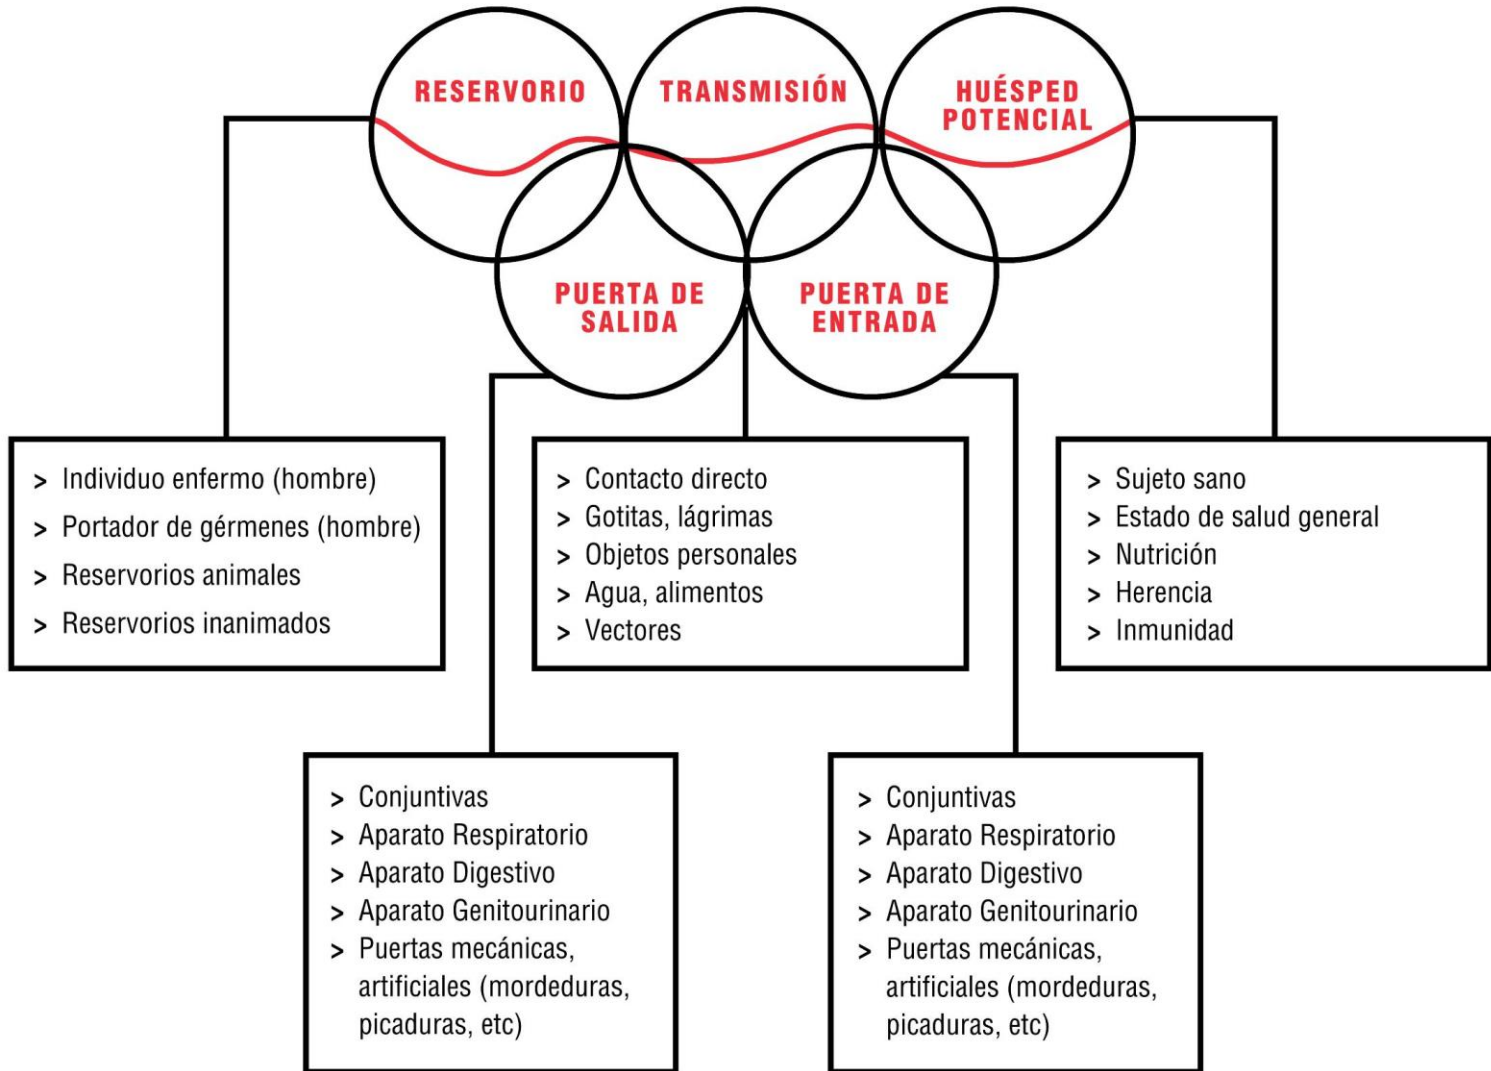 RESERVORIO
TRANSMISIÓN
HUÉSPED
POTENCIAL
PUERTA DE
SALIDA
PUERTA DE
ENTRADA
> Individuo enfermo (hombre)
> Portador de gérmenes (hombre)
> Reservorios animales
> Reservorios inanimados
> Contacto directo
> Gotitas, lágrimas
> Objetos personales
> Agua, alimentos
> Vectores
> Sujeto sano
> Estado de salud general
> Nutrición
> Herencia
> Inmunidad
> Conjuntivas
> Aparato Respiratorio
> Aparato Digestivo
> Aparato Genitourinario
> Puertas mecánicas,
artificiales (mordeduras,
picaduras, etc)
> Conjuntivas
> Aparato Respiratorio
> Aparato Digestivo
> Aparato Genitourinario
> Puertas mecánicas,
artificiales (mordeduras,
picaduras, etc)